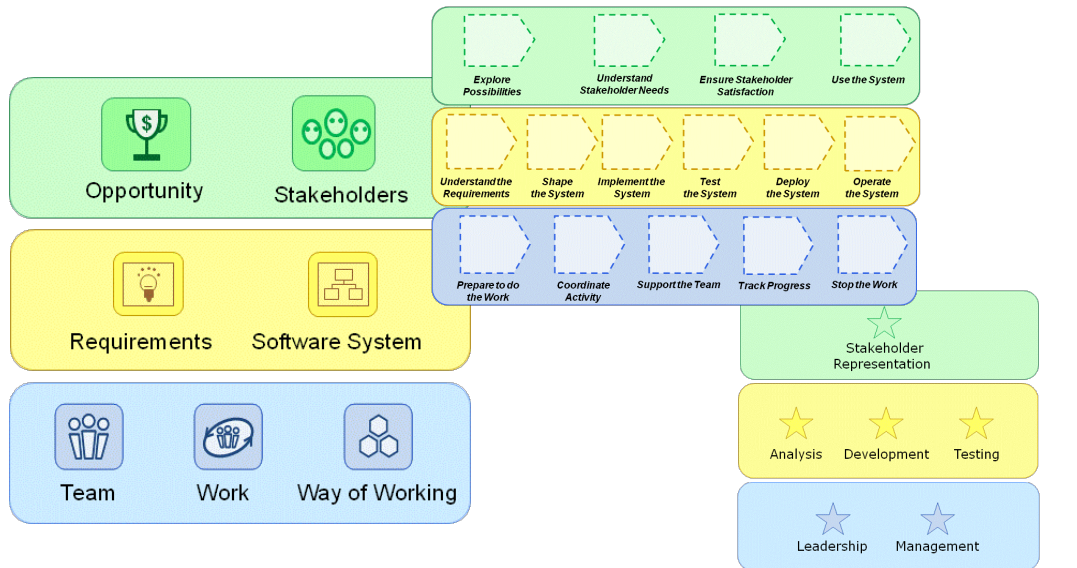 $
Opportunity
Stakeholders
Requirements
Software System
Team
Work
Way of Working
Explore
Possibilities
Understand
Stakeholder Needs
Ensure Stakeholder
Satisfaction
Use the System
Understand the
Requirements
Shape
the System
Implement the
System
Test
the System
Deploy
the System
Operate
the System
Prepare to do
the Work
Coordinate
Activity
Support the Team
Track Progress
Stop the Work
Stakeholder
Representation
Analysis
Development
Testing
Leadership
Management